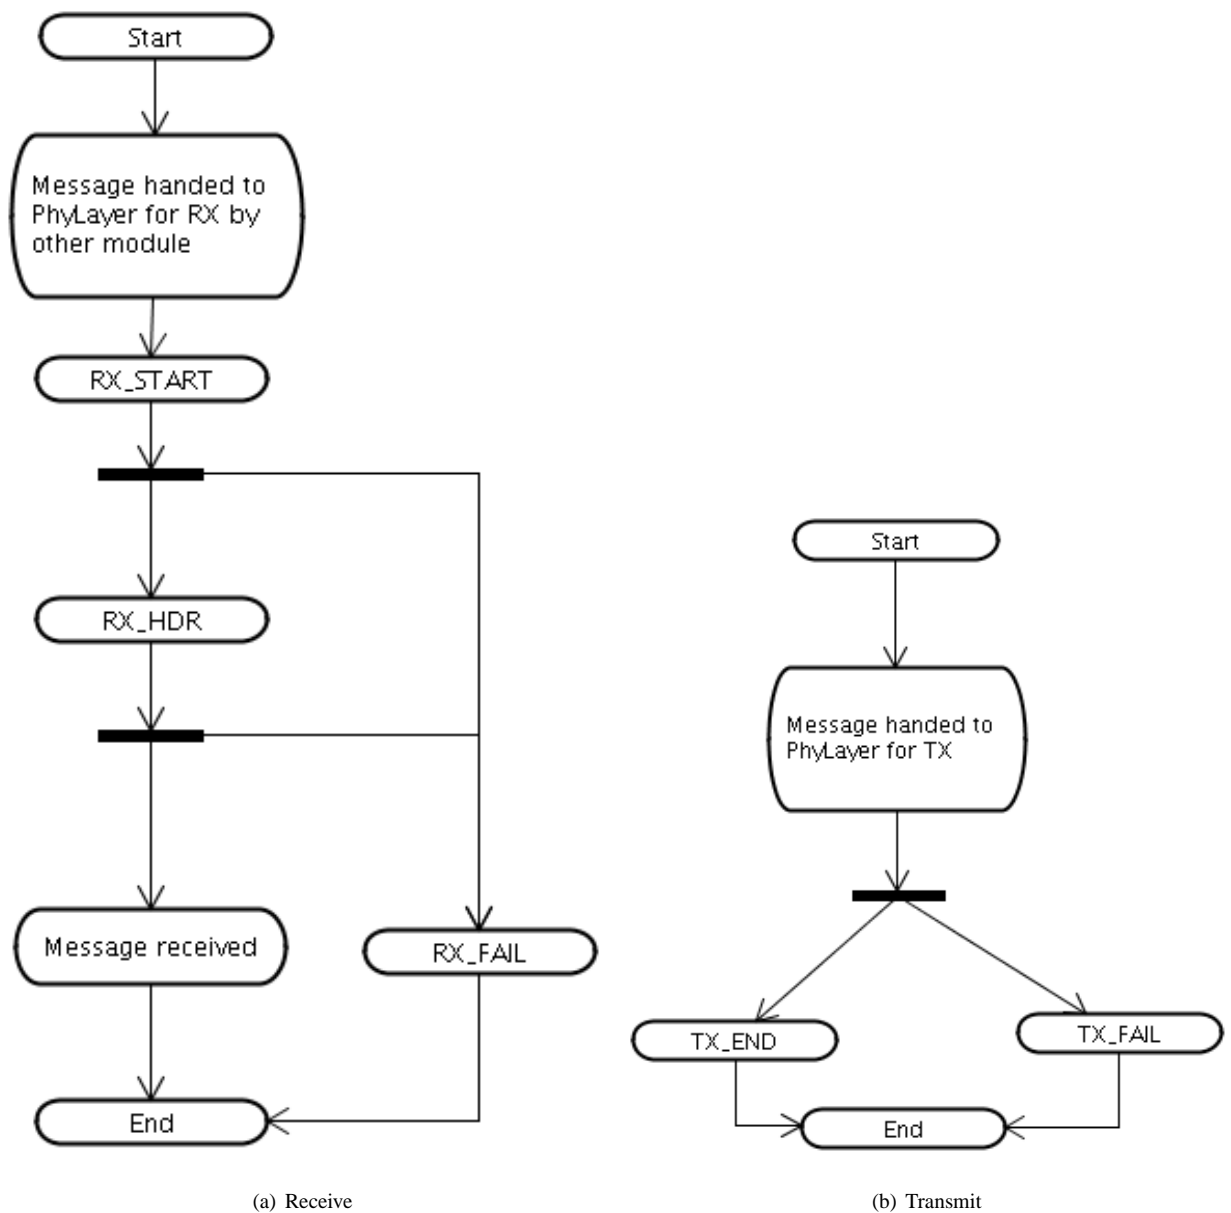 Start
Message handed to
PhyLayer for RX by
other module
RX_START
RX_HDR
Message received
RX_FAIL
End
(a) Receive
Start
Message handed to
PhyLayer for TX
TX_END
TX_FAIL
End
(b) Transmit